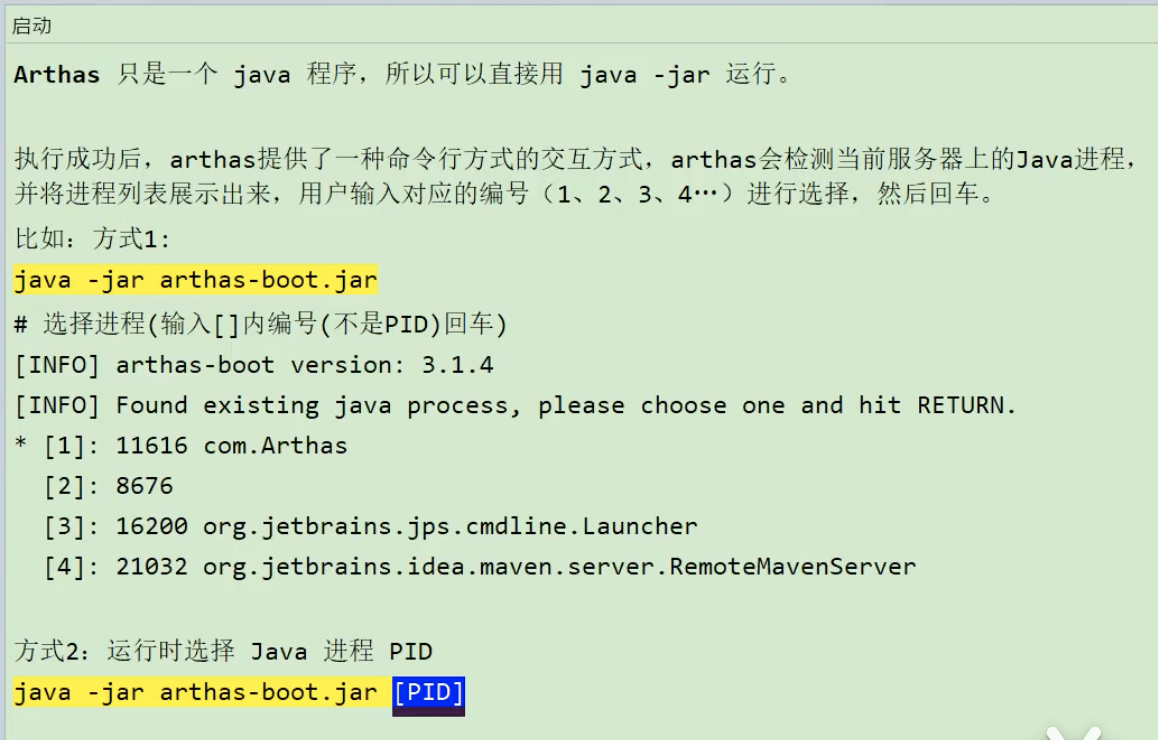 启动
Arthas 只是一个 java 程序，所以可以直接用 java -jar 运行。
执行成功后，arthas提供了一种命令行方式的交互方式，arthas会检测当前服务器上的Java进程，
并将进程列表展示出来，用户输入对应的编号（1、2、3、4…）进行选择，然后回车。
比如：方式1:
java -jar arthas-boot.jar
# 选择进程(输入[]内编号(不是PID)回车)
[INFO] arthas-boot version: 3.1.4
[INFO] Found existing java process, please choose one and hit RETURN.
* [1]: 11616 com.Arthas
[2]: 8676
[3]: 16200 org.jetbrains.jps.cmdline.Launcher
[4]: 21032 org.jetbrains.idea.maven.server.RemoteMavenServer
方式2：运行时选择 Java 进程 PID
java -jar arthas-boot.jar [PID]